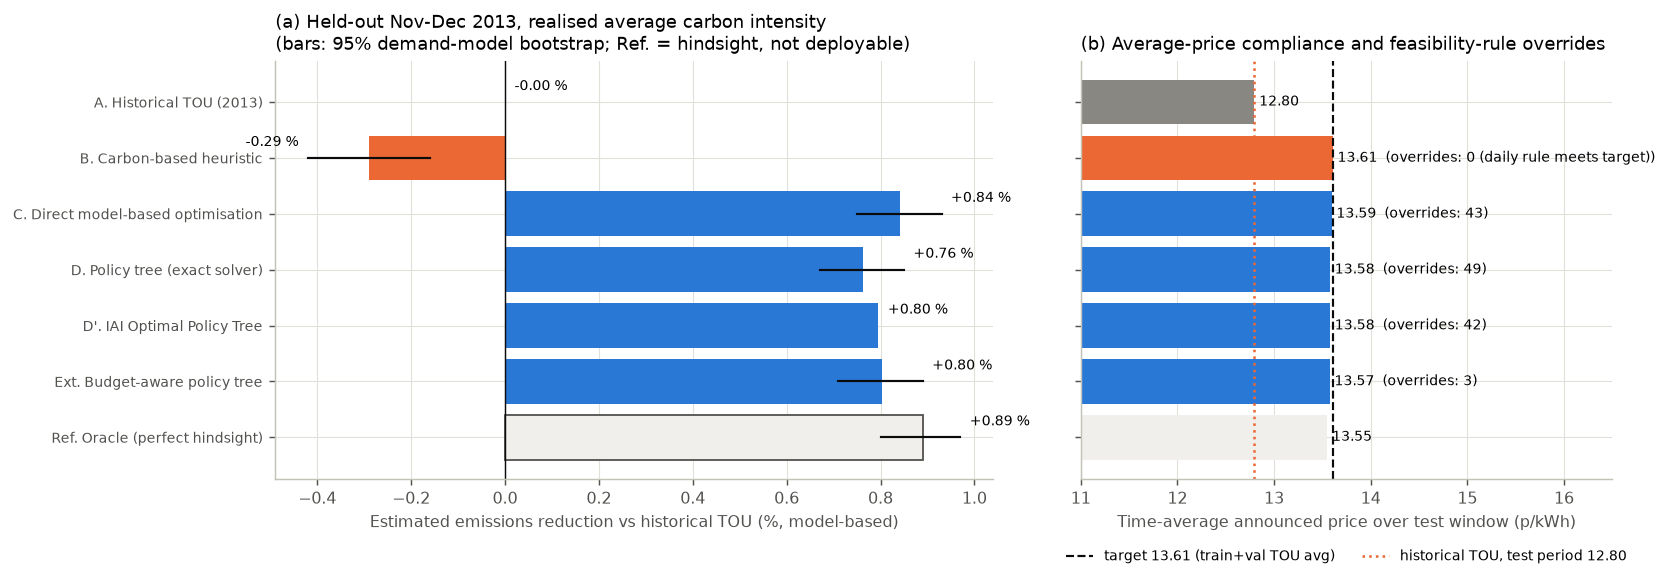 (a) Held-out Nov-Dec 2013, realised average carbon intensity
(bars: 95% demand-model bootstrap; Ref. = hindsight, not deployable)
A. Historical TOU (2013)
-0.00 %
B. Carbon-based heuristic
-0.29 %
C. Direct model-based optimisation
+0.84 %
D. Policy tree (exact solver)
+0.76 %
D'. IAI Optimal Policy Tree
+0.80 %
Ext. Budget-aware policy tree
+0.80 %
Ref. Oracle (perfect hindsight)
+0.89 %
−0.4 −0.2 0.0 0.2 0.4 0.6 0.8 1.0
Estimated emissions reduction vs historical TOU (%, model-based)
(b) Average-price compliance and feasibility-rule overrides
12.80
13.61 (overrides: 0 (daily rule meets target))
13.59 (overrides: 43)
13.58 (overrides: 49)
13.58 (overrides: 42)
13.57 (overrides: 3)
13.55
11 12 13 14 15 16
Time-average announced price over test window (p/kWh)
target 13.61 (train+val TOU avg)
historical TOU, test period 12.80